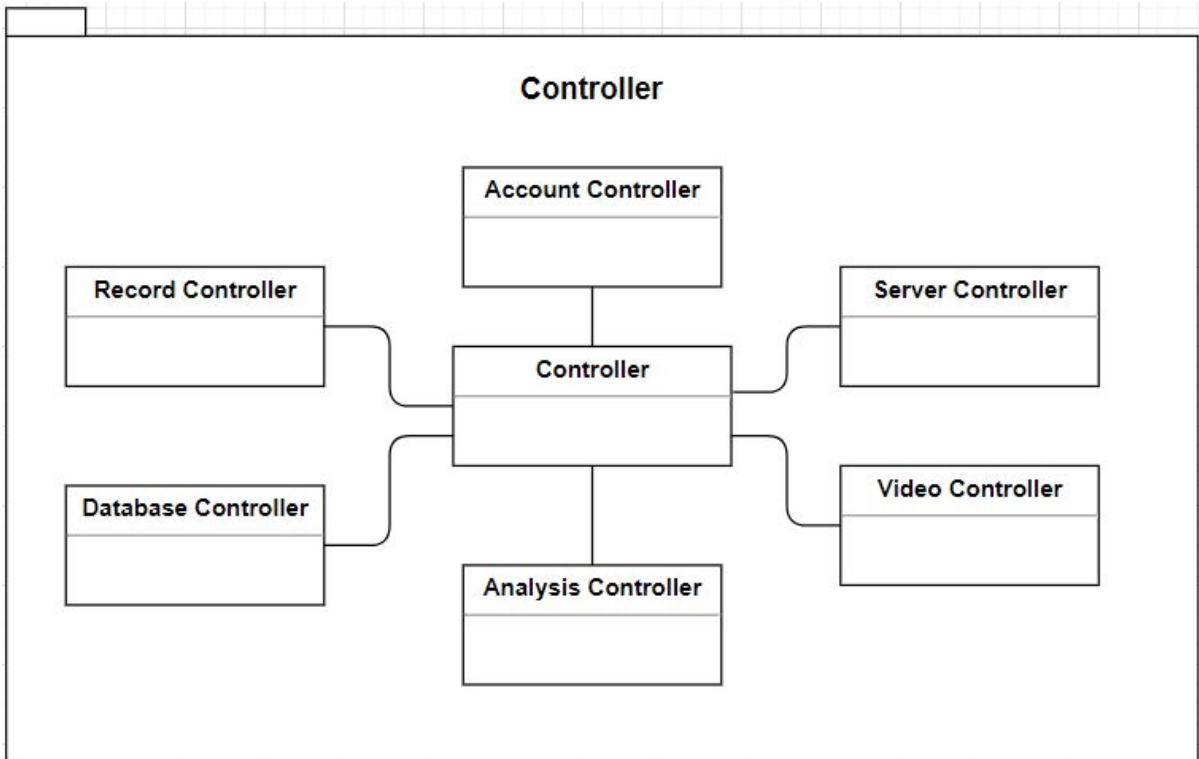 Controller
Account Controller
Record Controller
Server Controller
Controller
Database Controller
Video Controller
Analysis Controller